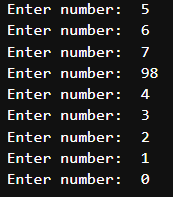 Enter number:  5
Enter number:  6
Enter number:  7
Enter number:  98
Enter number:  4
Enter number:  3
Enter number:  2
Enter number:  1
Enter number:  0